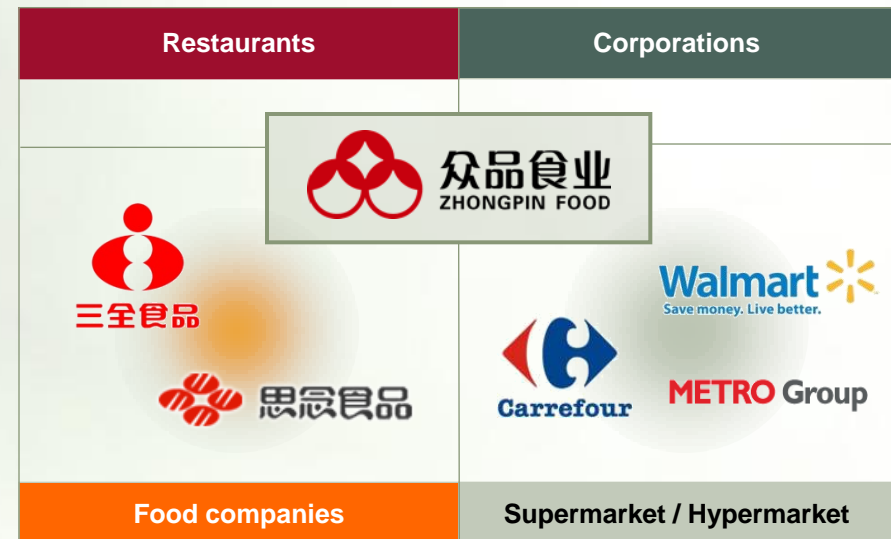 Restaurants
Corporations
众品食业
ZHONGPIN FOOD
三全食品
思念食品
Walmart
Save money. Live better.
Carrefour
METRO Group
Food companies
Supermarket / Hypermarket